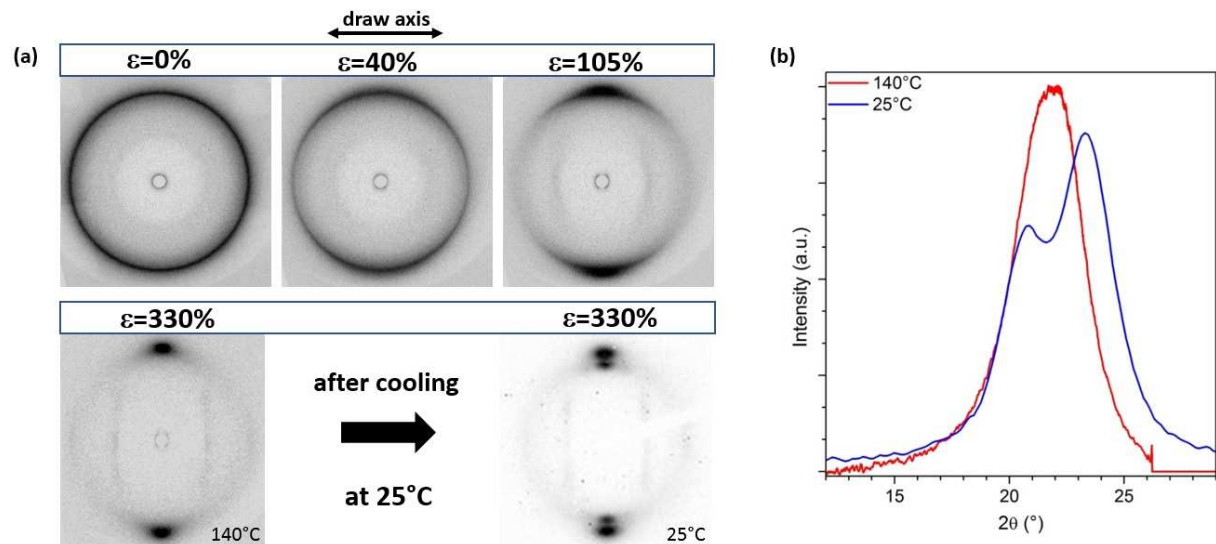 (a)
draw axis
ε=0% ε=40% ε=105%
ε=330% ε=330%
after cooling
at 25°C
140°C 25°C
(b)
140°C
25°C
Intensity (a.u.)
15 20 25
2θ (°)